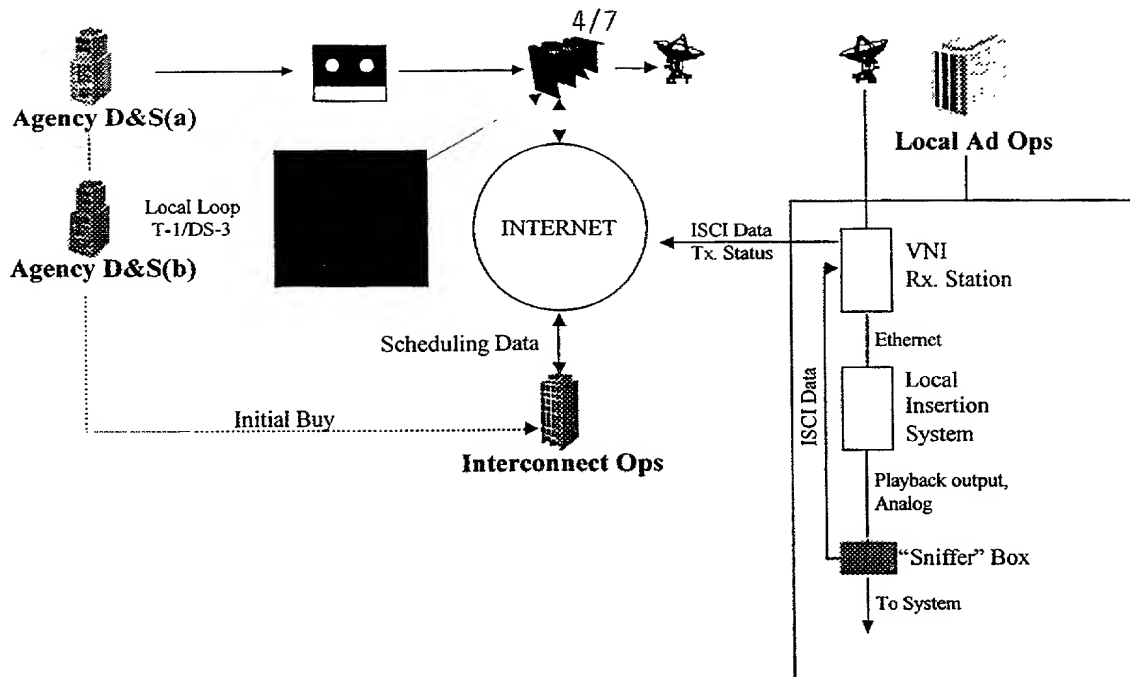 4/7
Agency D&S(a)
Local Ad Ops
Local Loop
T-1/DS-3
Agency D&S(b)
INTERNET
ISCI Data
Tx. Status
VNI
Rx. Station
Scheduling Data
Ethernet
ISCI Data
Local
Insertion
System
Initial Buy
Interconnect Ops
Playback output,
Analog
"Sniffer" Box
To System